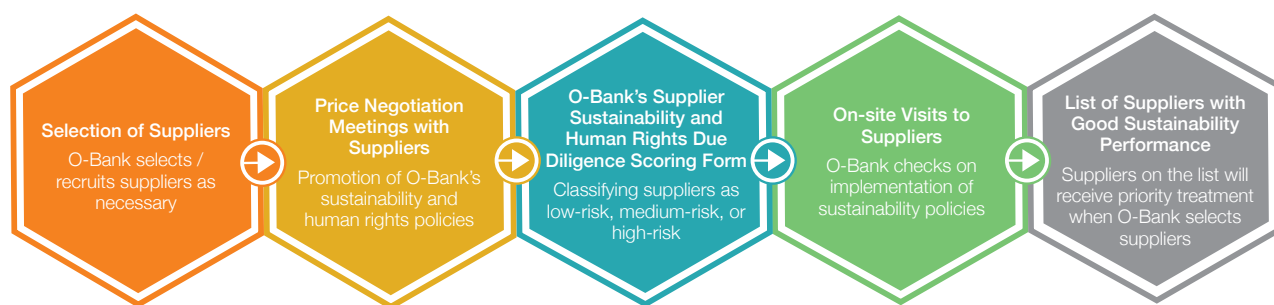 Selection of Suppliers
O-Bank selects /
recruits suppliers as
necessary
Price Negotiation
Meetings with
Suppliers
Promotion of O-Bank's
sustainability and
human rights policies
O-Bank's Supplier
Sustainability and
Human Rights Due
Diligence Scoring Form
Classifying suppliers as
low-risk, medium-risk, or
high-risk
On-site Visits to
Suppliers
O-Bank checks on
implementation of
sustainability policies
List of Suppliers with
Good Sustainability
Performance
Suppliers on the list will
receive priority treatment
when O-Bank selects
suppliers